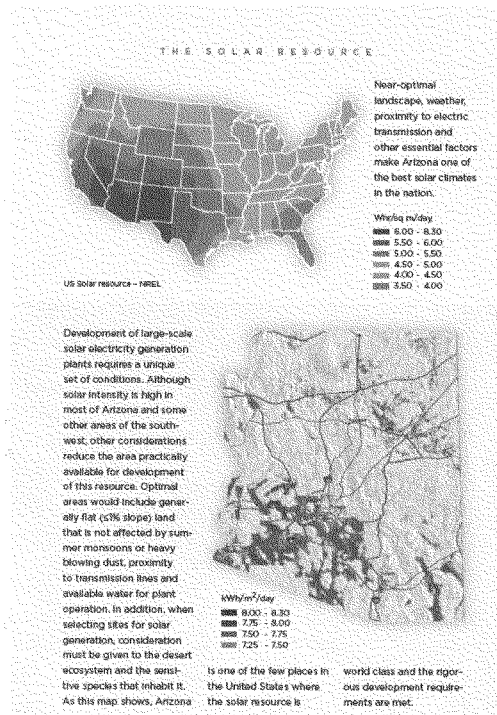 THE SOLAR RESOURCE
Near-optimal
landscape, weather,
proximity to electric
transmission and
other essential factors
make Arizona one of
the best solar climates
in the nation.
Whr/sq m/day
6.00 - 8.30
5.50 - 6.00
5.00 - 5.50
4.50 - 5.00
4.00 - 4.50
3.50 - 4.00
US Solar resource – NREL
Development of large-scale
solar electricity generation
plants requires a unique
set of conditions. Although
solar intensity is high in
most of Arizona and some
other areas of the south-
west, other considerations
reduce the area practically
available for development
of this resource. Optimal
areas would include gener-
ally flat (≤1% slope) land
that is not affected by sum-
mer monsoons or heavy
blowing dust, proximity
to transmission lines and
available water for plant
operation. In addition, when
selecting sites for solar
generation, consideration
must be given to the desert
ecosystem and the sensi-
tive species that inhabit it.
As this map shows, Arizona
kWh/m²/day
8.00 - 8.30
7.75 - 8.00
7.50 - 7.75
7.25 - 7.50
is one of the few places in
the United States where
the solar resource is
world class and the rigor-
ous development require-
ments are met.